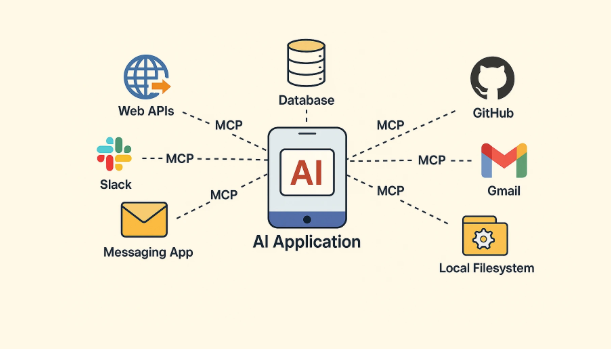 Database
Web APIs
GitHub
MCP
MCP
Slack
MCP
AI
MCP
Gmail
MCP
MCP
Messaging App
AI Application
Local Filesystem